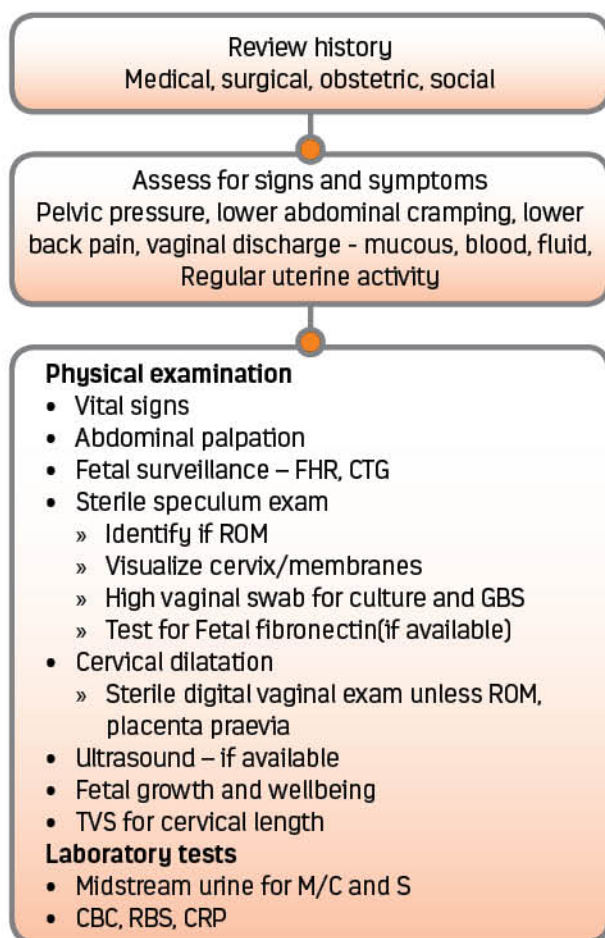 Review history
Medical, surgical, obstetric, social
Assess for signs and symptoms
Pelvic pressure, lower abdominal cramping, lower
back pain, vaginal discharge - mucous, blood, fluid,
Regular uterine activity
Physical examination
• Vital signs
• Abdominal palpation
• Fetal surveillance – FHR, CTG
• Sterile speculum exam
» Identify if ROM
» Visualize cervix/membranes
» High vaginal swab for culture and GBS
» Test for Fetal fibronectin(if available)
• Cervical dilatation
» Sterile digital vaginal exam unless ROM,
placenta praevia
• Ultrasound – if available
• Fetal growth and wellbeing
• TVS for cervical length
Laboratory tests
• Midstream urine for M/C and S
• CBC, RBS, CRP